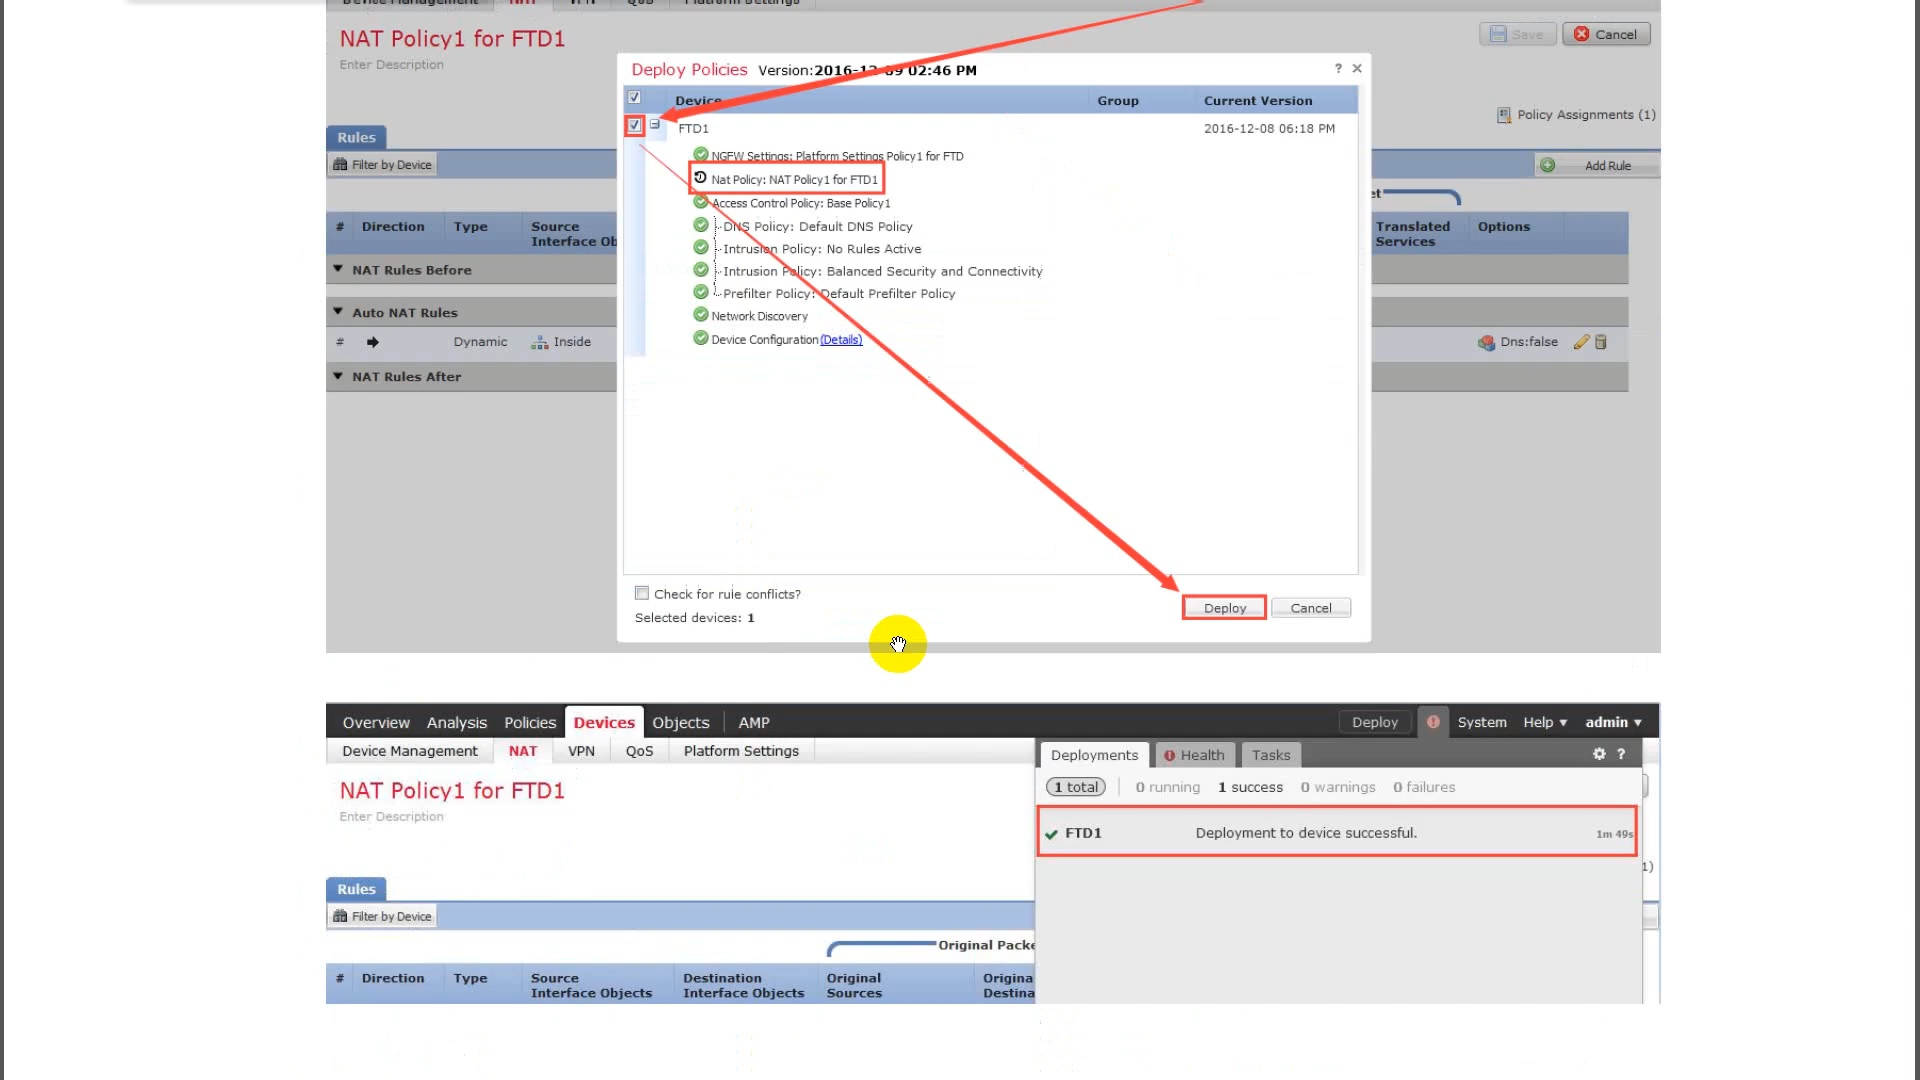 Device Management NAT VPN QoS Platform Settings
NAT Policy1 for FTD1
Enter Description
Save Cancel
Deploy Policies Version:2016-12-09 02:46 PM
? ×
Device Group Current Version
FTD1 2016-12-08 06:18 PM
Policy Assignments (1)
Rules
NGFW Settings: Platform Settings Policy1 for FTD
Filter by Device
Add Rule
Nat Policy: NAT Policy1 for FTD1
et
Access Control Policy: Base Policy1
# Direction Type Source Interface Ob
Translated Services Options
DNS Policy: Default DNS Policy
Intrusion Policy: No Rules Active
NAT Rules Before
Intrusion Policy: Balanced Security and Connectivity
Prefilter Policy: Default Prefilter Policy
Auto NAT Rules
Network Discovery
# Dynamic Inside
Device Configuration (Details)
Dns:false
NAT Rules After
Check for rule conflicts?
Selected devices: 1
Deploy Cancel
Overview Analysis Policies Devices Objects AMP
Deploy System Help admin
Device Management NAT VPN QoS Platform Settings
Deployments Health Tasks ?
NAT Policy1 for FTD1
Enter Description
1 total 0 running 1 success 0 warnings 0 failures
FTD1 Deployment to device successful. 1m 49s
1)
Rules
Filter by Device
Original Packe
# Direction Type Source Interface Objects Destination Interface Objects Original Sources Origina Destina